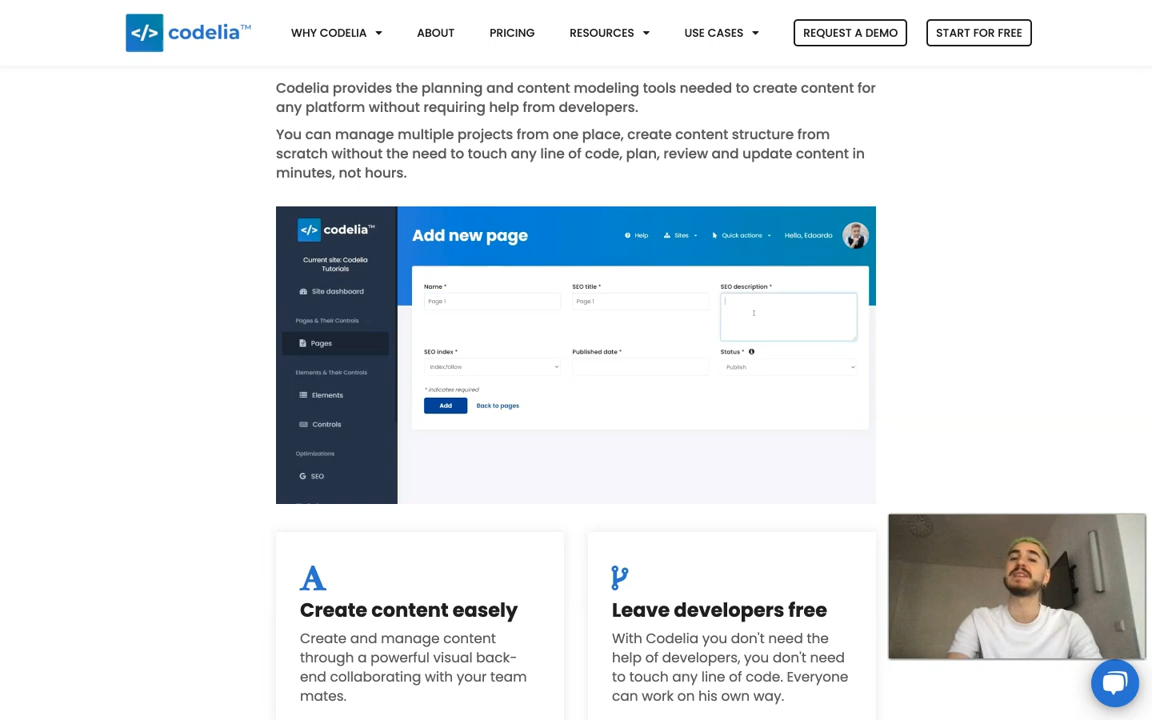 </> codelia™
WHY CODELIA
ABOUT
PRICING
RESOURCES
USE CASES
REQUEST A DEMO
START FOR FREE
Codelia provides the planning and content modeling tools needed to create content for
any platform without requiring help from developers.
You can manage multiple projects from one place, create content structure from
scratch without the need to touch any line of code, plan, review and update content in
minutes, not hours.
</> codelia™
Current site: Codelia
Tutorials
Site dashboard
Pages & Their Controls
Pages
Elements & Their Controls
Elements
Controls
Optimizations
SEO
Add new page
Help
Sites
Quick actions
Hello, Edoardo
Name *
SEO title *
SEO description *
Page 1
Page 1
SEO index *
Published date *
Status *
Index/follow
Publish
* indicates required
Add
Back to pages
Create content easely
Create and manage content
through a powerful visual back-
end collaborating with your team
mates.
Leave developers free
With Codelia you don't need the
help of developers, you don't need
to touch any line of code. Everyone
can work on his own way.